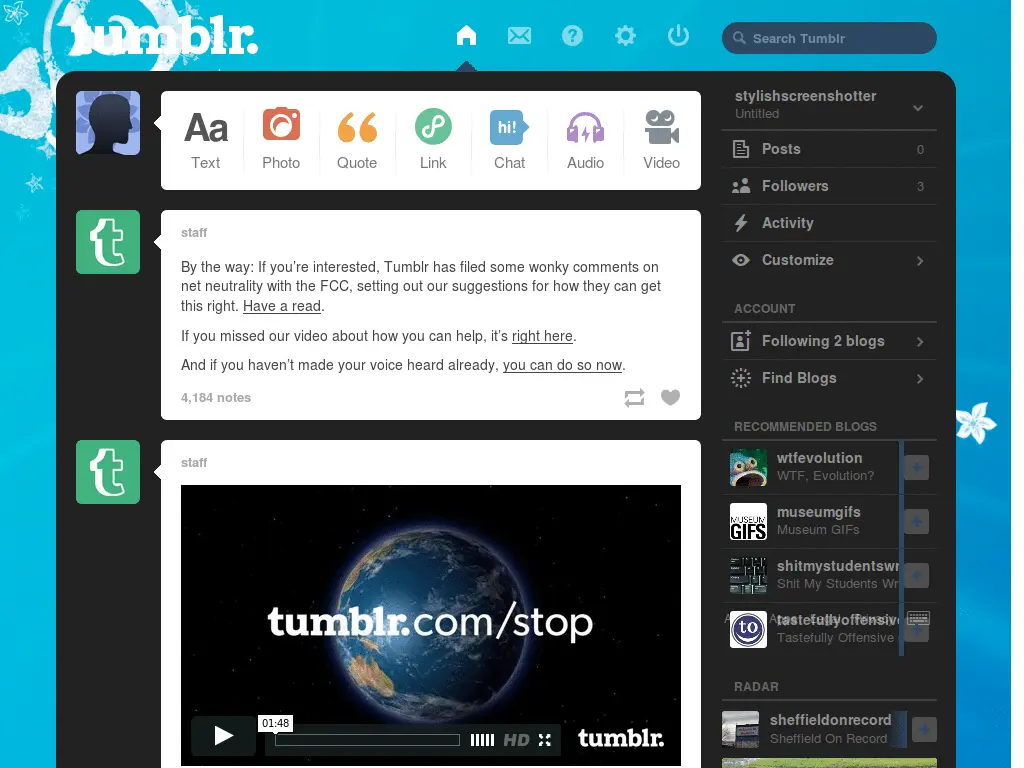 tumblr.
Search Tumblr
Aa
hi!
Text
Photo
Quote
Link
Chat
Audio
Video
staff
By the way: If you're interested, Tumblr has filed some wonky comments on
net neutrality with the FCC, setting out our suggestions for how they can get
this right. Have a read.
If you missed our video about how you can help, it's right here.
And if you haven't made your voice heard already, you can do so now.
4,184 notes
staff
tumblr.com/stop
01:48
HD
tumblr.
stylishscreenshotter
Untitled
Posts 0
Followers 3
Activity
Customize
ACCOUNT
Following 2 blogs
Find Blogs
RECOMMENDED BLOGS
wtfevolution
WTF, Evolution?
MUSEUM
GIFS
museumgifs
Museum GIFs
shitmystudentswr
Shit My Students Wr
to
tastefullyoffensive
Tastefully Offensive
RADAR
sheffieldonrecord
Sheffield On Record